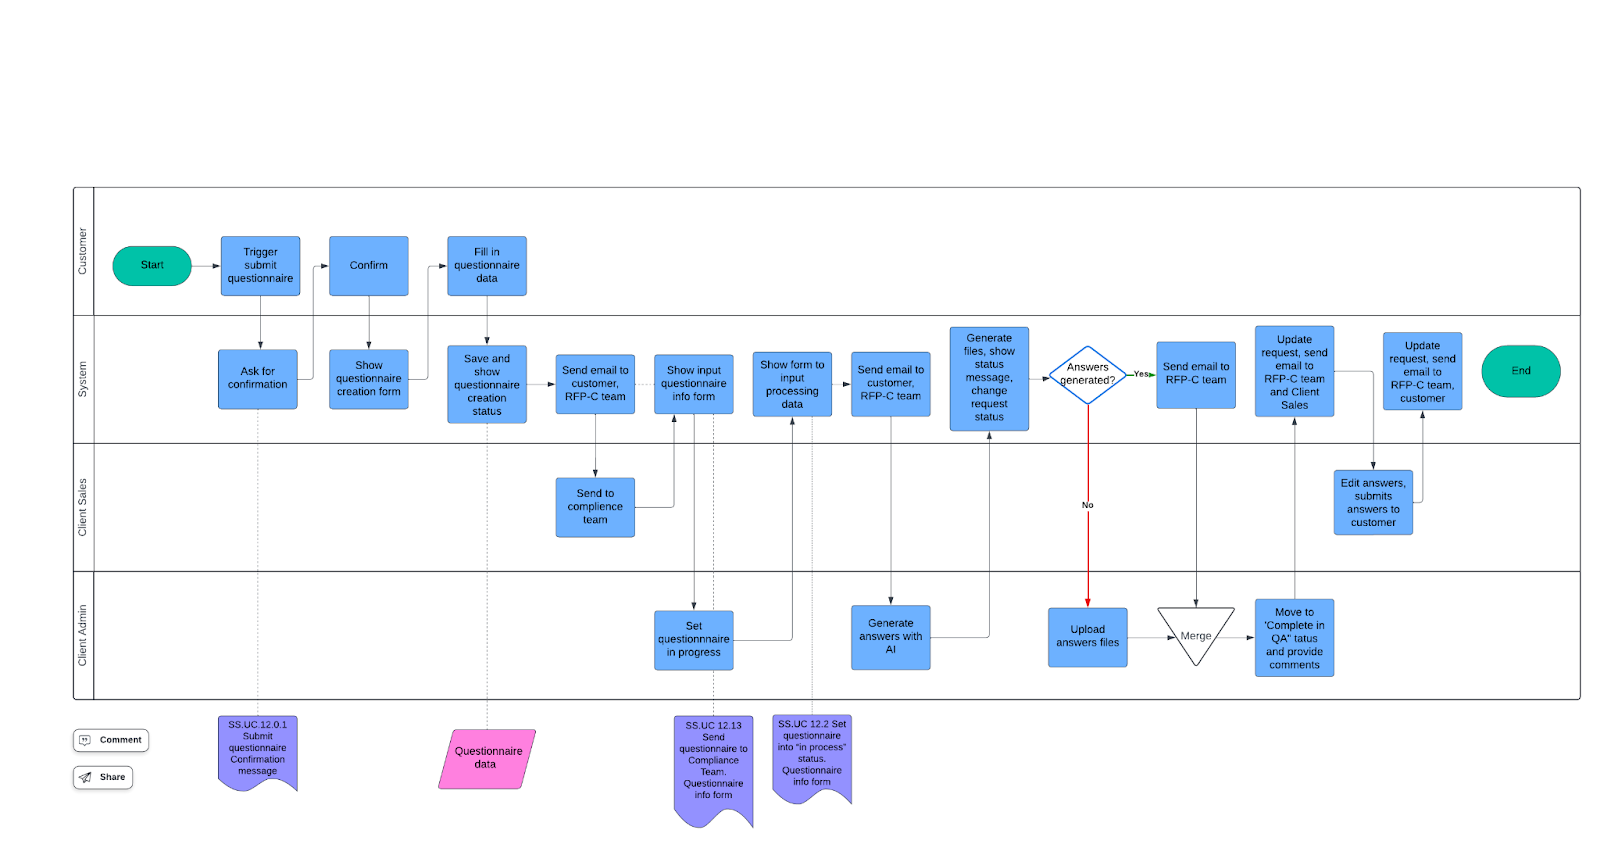 Customer
Start
Trigger
submit
questionnaire
Confirm
Fill in
questionnaire
data
System
Ask for
confirmation
Show
questionnaire
creation form
Save and
show
questionnaire
creation
status
Send email to
customer,
RFP-C team
Show input
questionnaire
info form
Show form to
input
processing
data
Send email to
customer,
RFP-C team
Generate
files, show
status
message,
change
request
status
Answers
generated?
Yes
Send email to
RFP-C team
Update
request, send
email to
RFP-C team
and Client
Sales
Update
request, send
email to
RFP-C team,
customer
End
Client Sales
Send to
complience
team
No
Edit answers,
submits
answers to
customer
Client Admin
Set
questionnnaire
in progress
Generate
answers with
AI
Upload
answers files
Merge
Move to
'Complete in
QA" tatus
and provide
comments
Comment
Share
SS.UC.12.0.1
Submit
questionnaire
Confirmation
message
Questionnaire
data
SS.UC 12.13
Send
questionnaire to
Compliance
Team.
Questionnaire
info form
SS.UC 12.2 Set
questionnaire
into "in process"
status.
Questionnaire
info form